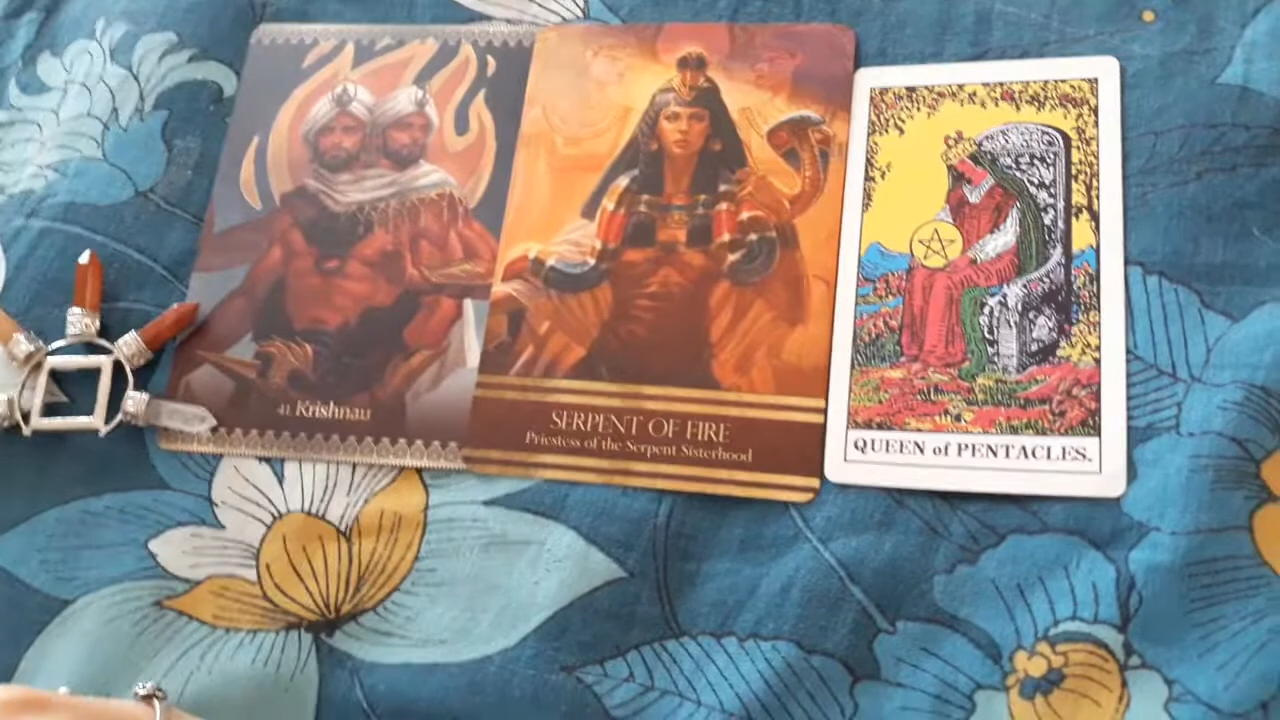 41. Krishnau
SERPENT OF FIRE
Priestess of the Serpent Sisterhood
QUEEN of PENTACLES.